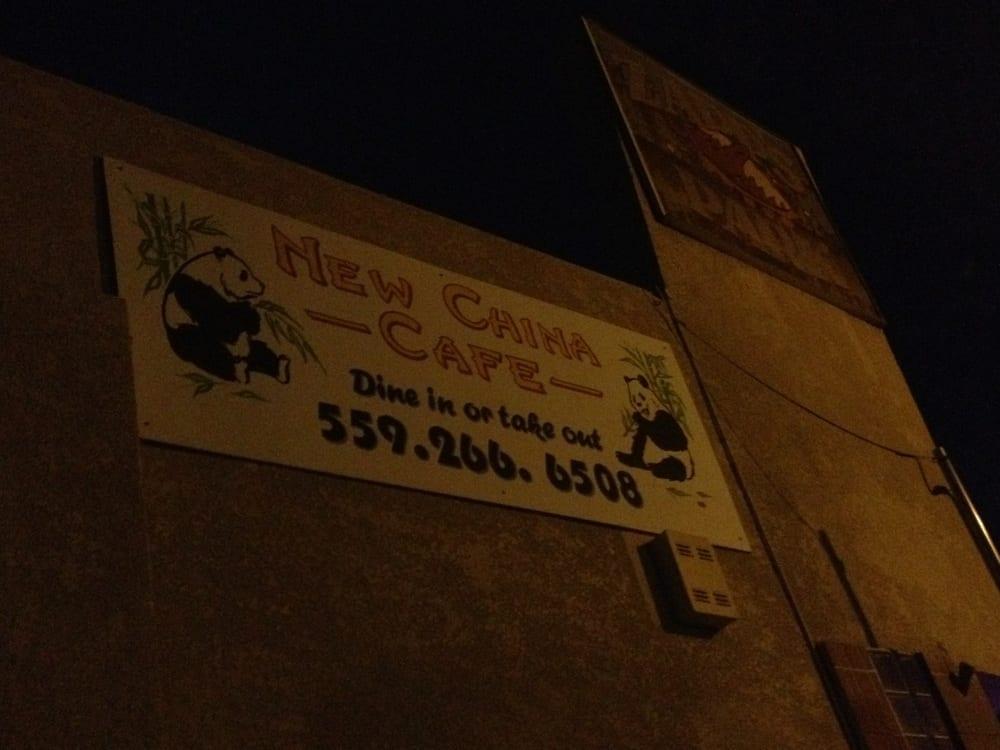 New China
— Cafe —
Dine in or take out
559.266.6508